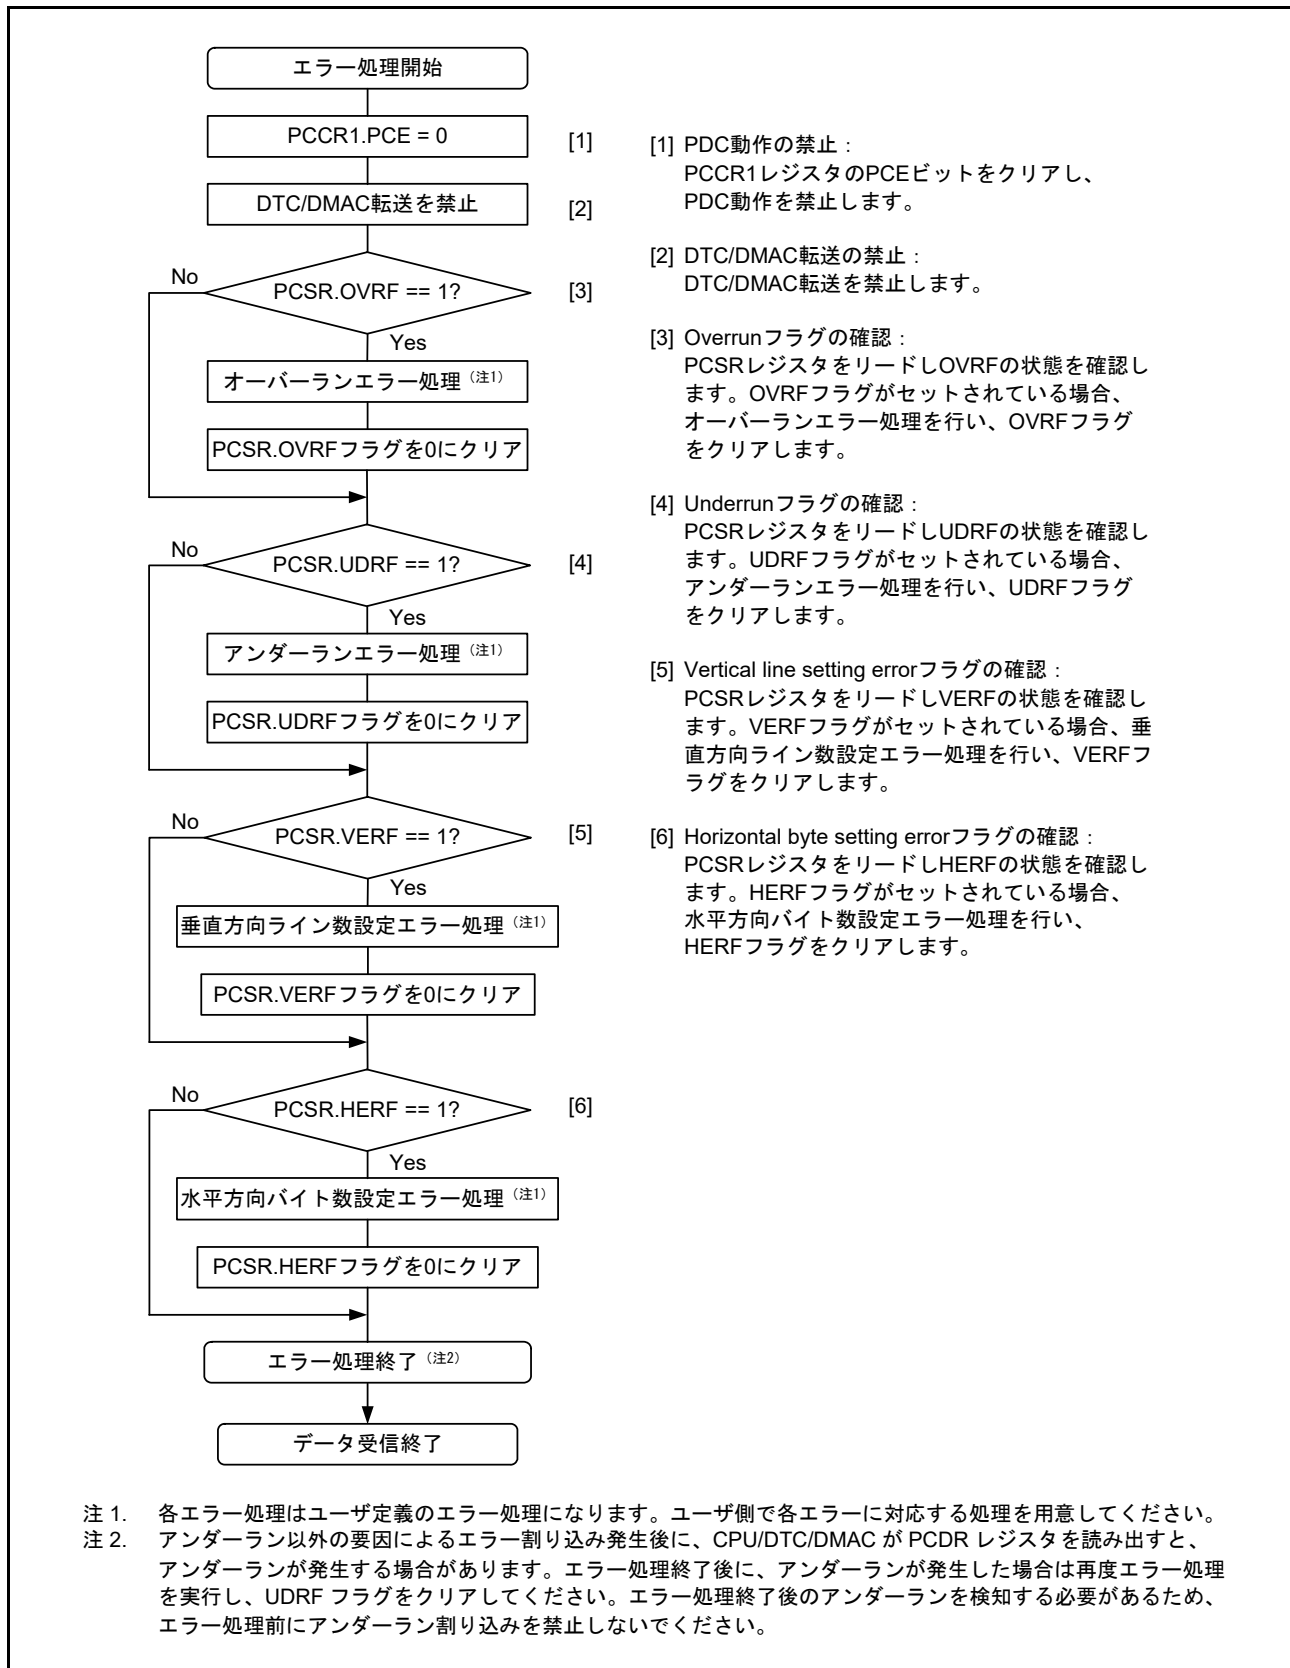 エラー処理開始
PCCR1.PCE = 0
[1]
DTC/DMAC転送を禁止
[2]
No
PCSR.OVRF == 1?
[3]
Yes
オーバーランエラー処理（注1）
PCSR.OVRFフラグを0にクリア
No
PCSR.UDRF == 1?
[4]
Yes
アンダーランエラー処理（注1）
PCSR.UDRFフラグを0にクリア
No
PCSR.VERF == 1?
[5]
Yes
垂直方向ライン数設定エラー処理（注1）
PCSR.VERFフラグを0にクリア
No
PCSR.HERF == 1?
[6]
Yes
水平方向バイト数設定エラー処理（注1）
PCSR.HERFフラグを0にクリア
エラー処理終了（注2）
データ受信終了
[1] PDC動作の禁止：
PCCR1レジスタのPCEビットをクリアし、
PDC動作を禁止します。
[2] DTC/DMAC転送の禁止：
DTC/DMAC転送を禁止します。
[3] Overrunフラグの確認：
PCSRレジスタをリードしOVRFの状態を確認し
ます。OVRFフラグがセットされている場合、
オーバーランエラー処理を行い、OVRFフラグ
をクリアします。
[4] Underrunフラグの確認：
PCSRレジスタをリードしUDRFの状態を確認し
ます。UDRFフラグがセットされている場合、
アンダーランエラー処理を行い、UDRFフラグ
をクリアします。
[5] Vertical line setting errorフラグの確認：
PCSRレジスタをリードしVERFの状態を確認し
ます。VERFフラグがセットされている場合、垂
直方向ライン数設定エラー処理を行い、VERFフ
ラグをクリアします。
[6] Horizontal byte setting errorフラグの確認：
PCSRレジスタをリードしHERFの状態を確認し
ます。HERFフラグがセットされている場合、
水平方向バイト数設定エラー処理を行い、
HERFフラグをクリアします。
注 1. 各エラー処理はユーザ定義のエラー処理になります。ユーザ側で各エラーに対応する処理を用意してください。
注 2. アンダーラン以外の要因によるエラー割り込み発生後に、CPU/DTC/DMAC が PCDR レジスタを読み出すと、
アンダーランが発生する場合があります。エラー処理終了後に、アンダーランが発生した場合は再度エラー処理
を実行し、UDRF フラグをクリアしてください。エラー処理終了後のアンダーランを検知する必要があるため、
エラー処理前にアンダーラン割り込みを禁止しないでください。